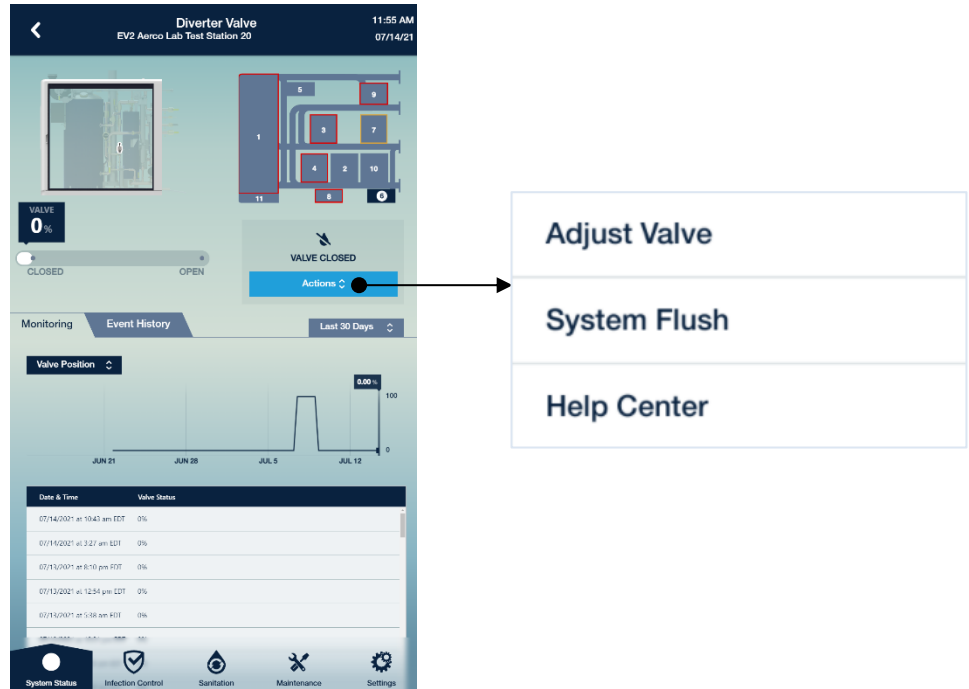 Diverter Valve
11:55 AM
EV2 Aerco Lab Test Station 20
07/14/21
5
9
1
3
7
4
2
10
11
8
6
VALVE
0%
CLOSED
OPEN
VALVE CLOSED
Actions
Adjust Valve
System Flush
Help Center
Monitoring
Event History
Last 30 Days
Valve Position
0.00 %
100
0
JUN 21
JUN 28
JUL 5
JUL 12
Date & Time Valve Status
07/14/2021 at 10:43 am EDT 0%
07/14/2021 at 3:27 am EDT 0%
07/13/2021 at 8:10 pm EDT 0%
07/13/2021 at 12:54 pm EDT 0%
07/13/2021 at 5:38 am EDT 0%
System Status
Infection Control
Sanitation
Maintenance
Settings